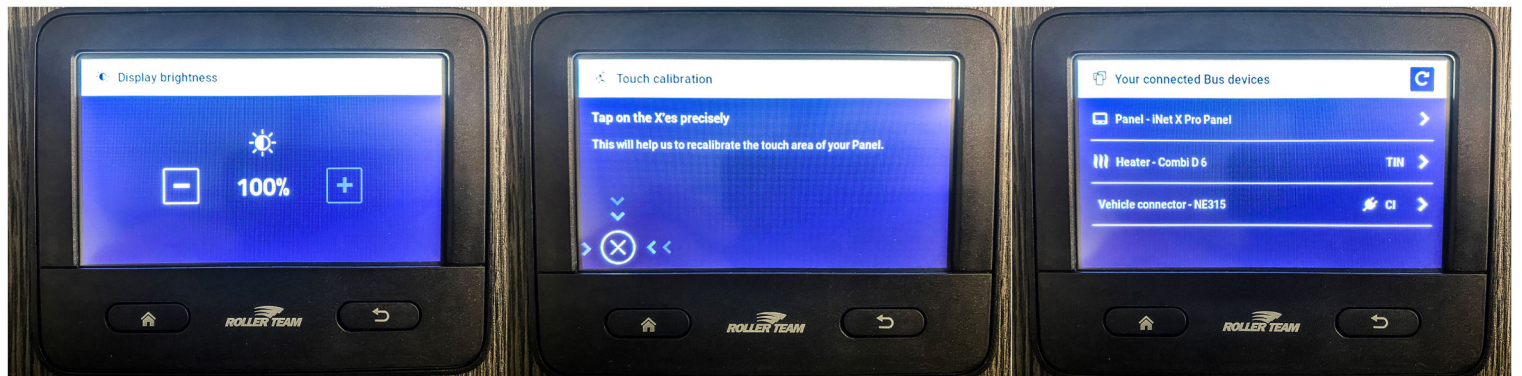 Display brightness
100%
ROLLER TEAM
Touch calibration
Tap on the X'es precisely
This will help us to recalibrate the touch area of your Panel.
ROLLER TEAM
Your connected Bus devices
Panel - iNet X Pro Panel
Heater - Combi D 6 TIN
Vehicle connector - NE315 CI
ROLLER TEAM